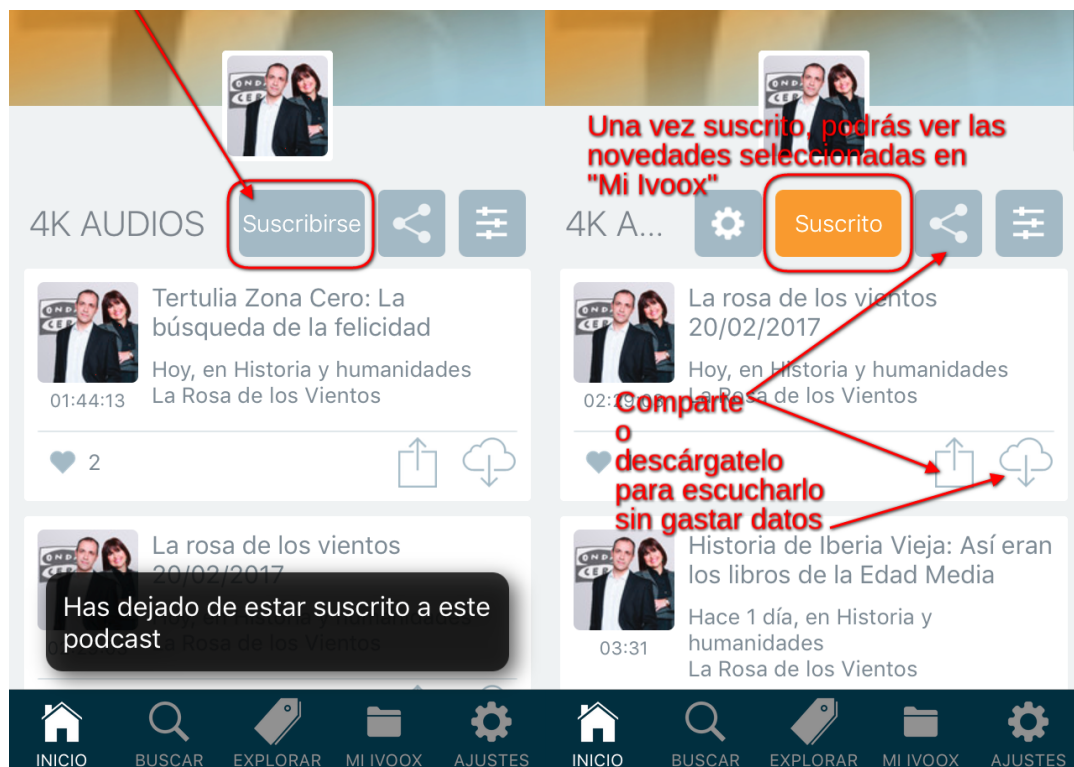 4K AUDIOS
Suscribirse
Tertulia Zona Cero: La
búsqueda de la felicidad
Hoy, en Historia y humanidades
La Rosa de los Vientos
01:44:13
2
La rosa de los vientos
20/02/2017
La Rosa de los Vientos
Has dejado de estar suscrito a este
podcast
INICIO
BUSCAR
EXPLORAR
MI IVOOX
AJUSTES
Una vez suscrito, podrás ver las
novedades seleccionadas en
"Mi Ivoox"
4K A...
Suscrito
La rosa de los vientos
20/02/2017
Hoy, en Historia y humanidades
La Rosa de los Vientos
Comparte
o
descárgatelo
para escucharlo
sin gastar datos
Historia de Iberia Vieja: Así eran
los libros de la Edad Media
Hace 1 día, en Historia y
humanidades
La Rosa de los Vientos
03:31
INICIO
BUSCAR
EXPLORAR
MI IVOOX
AJUSTES